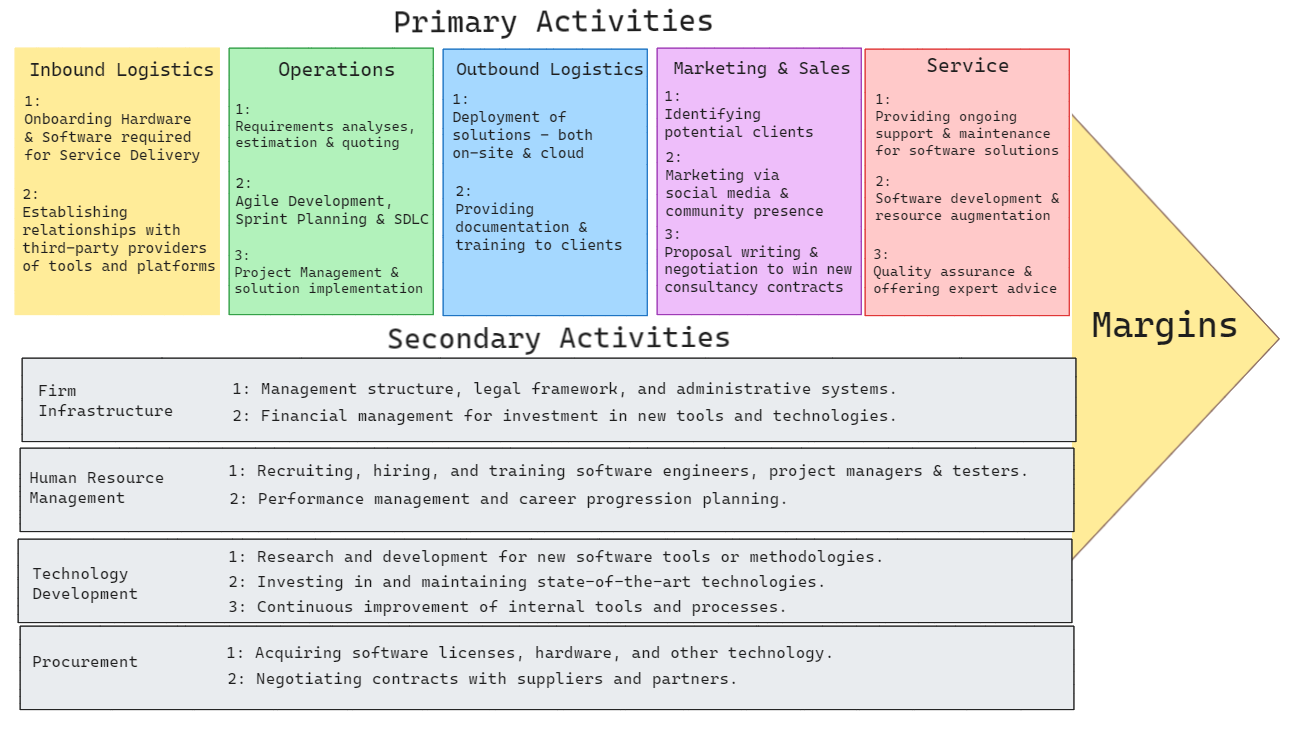 Primary Activities
Inbound Logistics
1:
Onboarding Hardware
& Software required
for Service Delivery
2:
Establishing
relationships with
third-party providers
of tools and platforms
Operations
1:
Requirements analyses,
estimation & quoting
2:
Agile Development,
Sprint Planning & SDLC
3:
Project Management &
solution implementation
Outbound Logistics
1:
Deployment of
solutions - both
on-site & cloud
2:
Providing
documentation &
training to clients
Marketing & Sales
1:
Identifying
potential clients
2:
Marketing via
social media &
community presence
3:
Proposal writing &
negotiation to win new
consultancy contracts
Service
1:
Providing ongoing
support & maintenance
for software solutions
2:
Software development &
resource augmentation
3:
Quality assurance &
offering expert advice
Margins
Secondary Activities
Firm
Infrastructure
1: Management structure, legal framework, and administrative systems.
2: Financial management for investment in new tools and technologies.
Human Resource
Management
1: Recruiting, hiring, and training software engineers, project managers & testers.
2: Performance management and career progression planning.
Technology
Development
1: Research and development for new software tools or methodologies.
2: Investing in and maintaining state-of-the-art technologies.
3: Continuous improvement of internal tools and processes.
Procurement
1: Acquiring software licenses, hardware, and other technology.
2: Negotiating contracts with suppliers and partners.